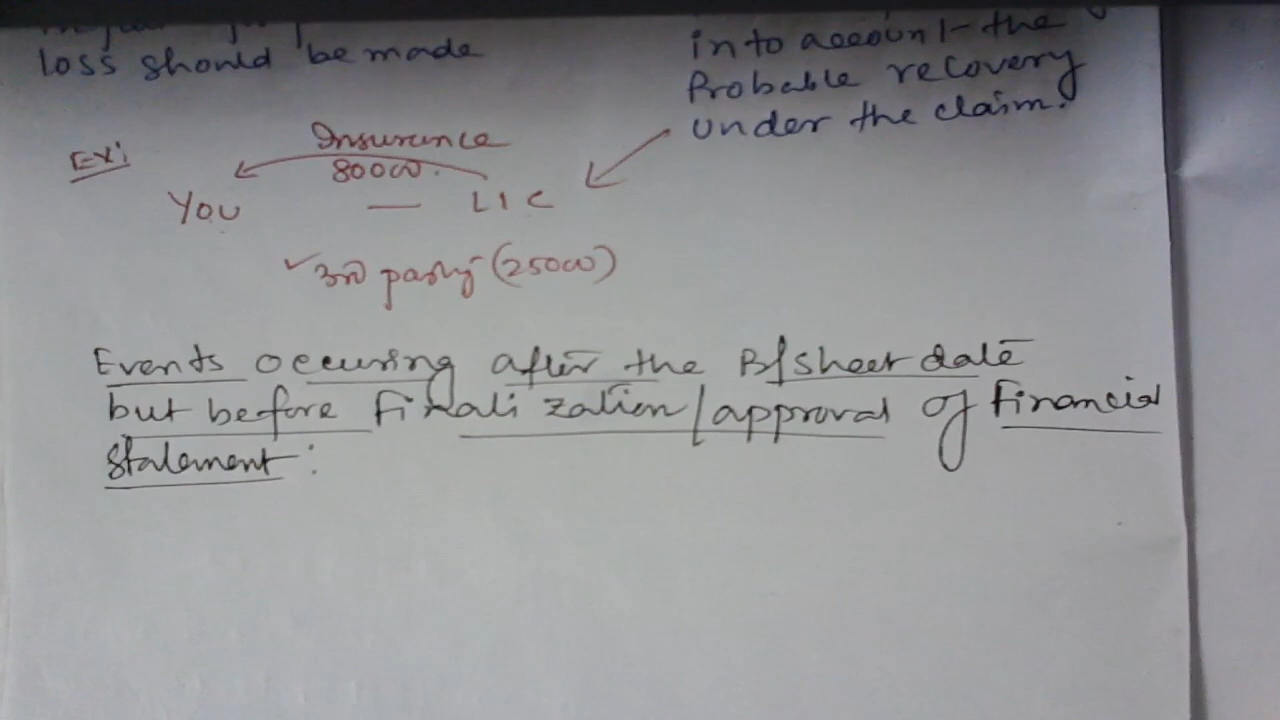 loss should be made
into account the
Probable recovery
under the claim.
Ex:
Insurance
80000.
You — LIC
✓ 3rd party (25000)
Events occuring after the B/sheet date
but before Finalization/approval of Financial
Statement: